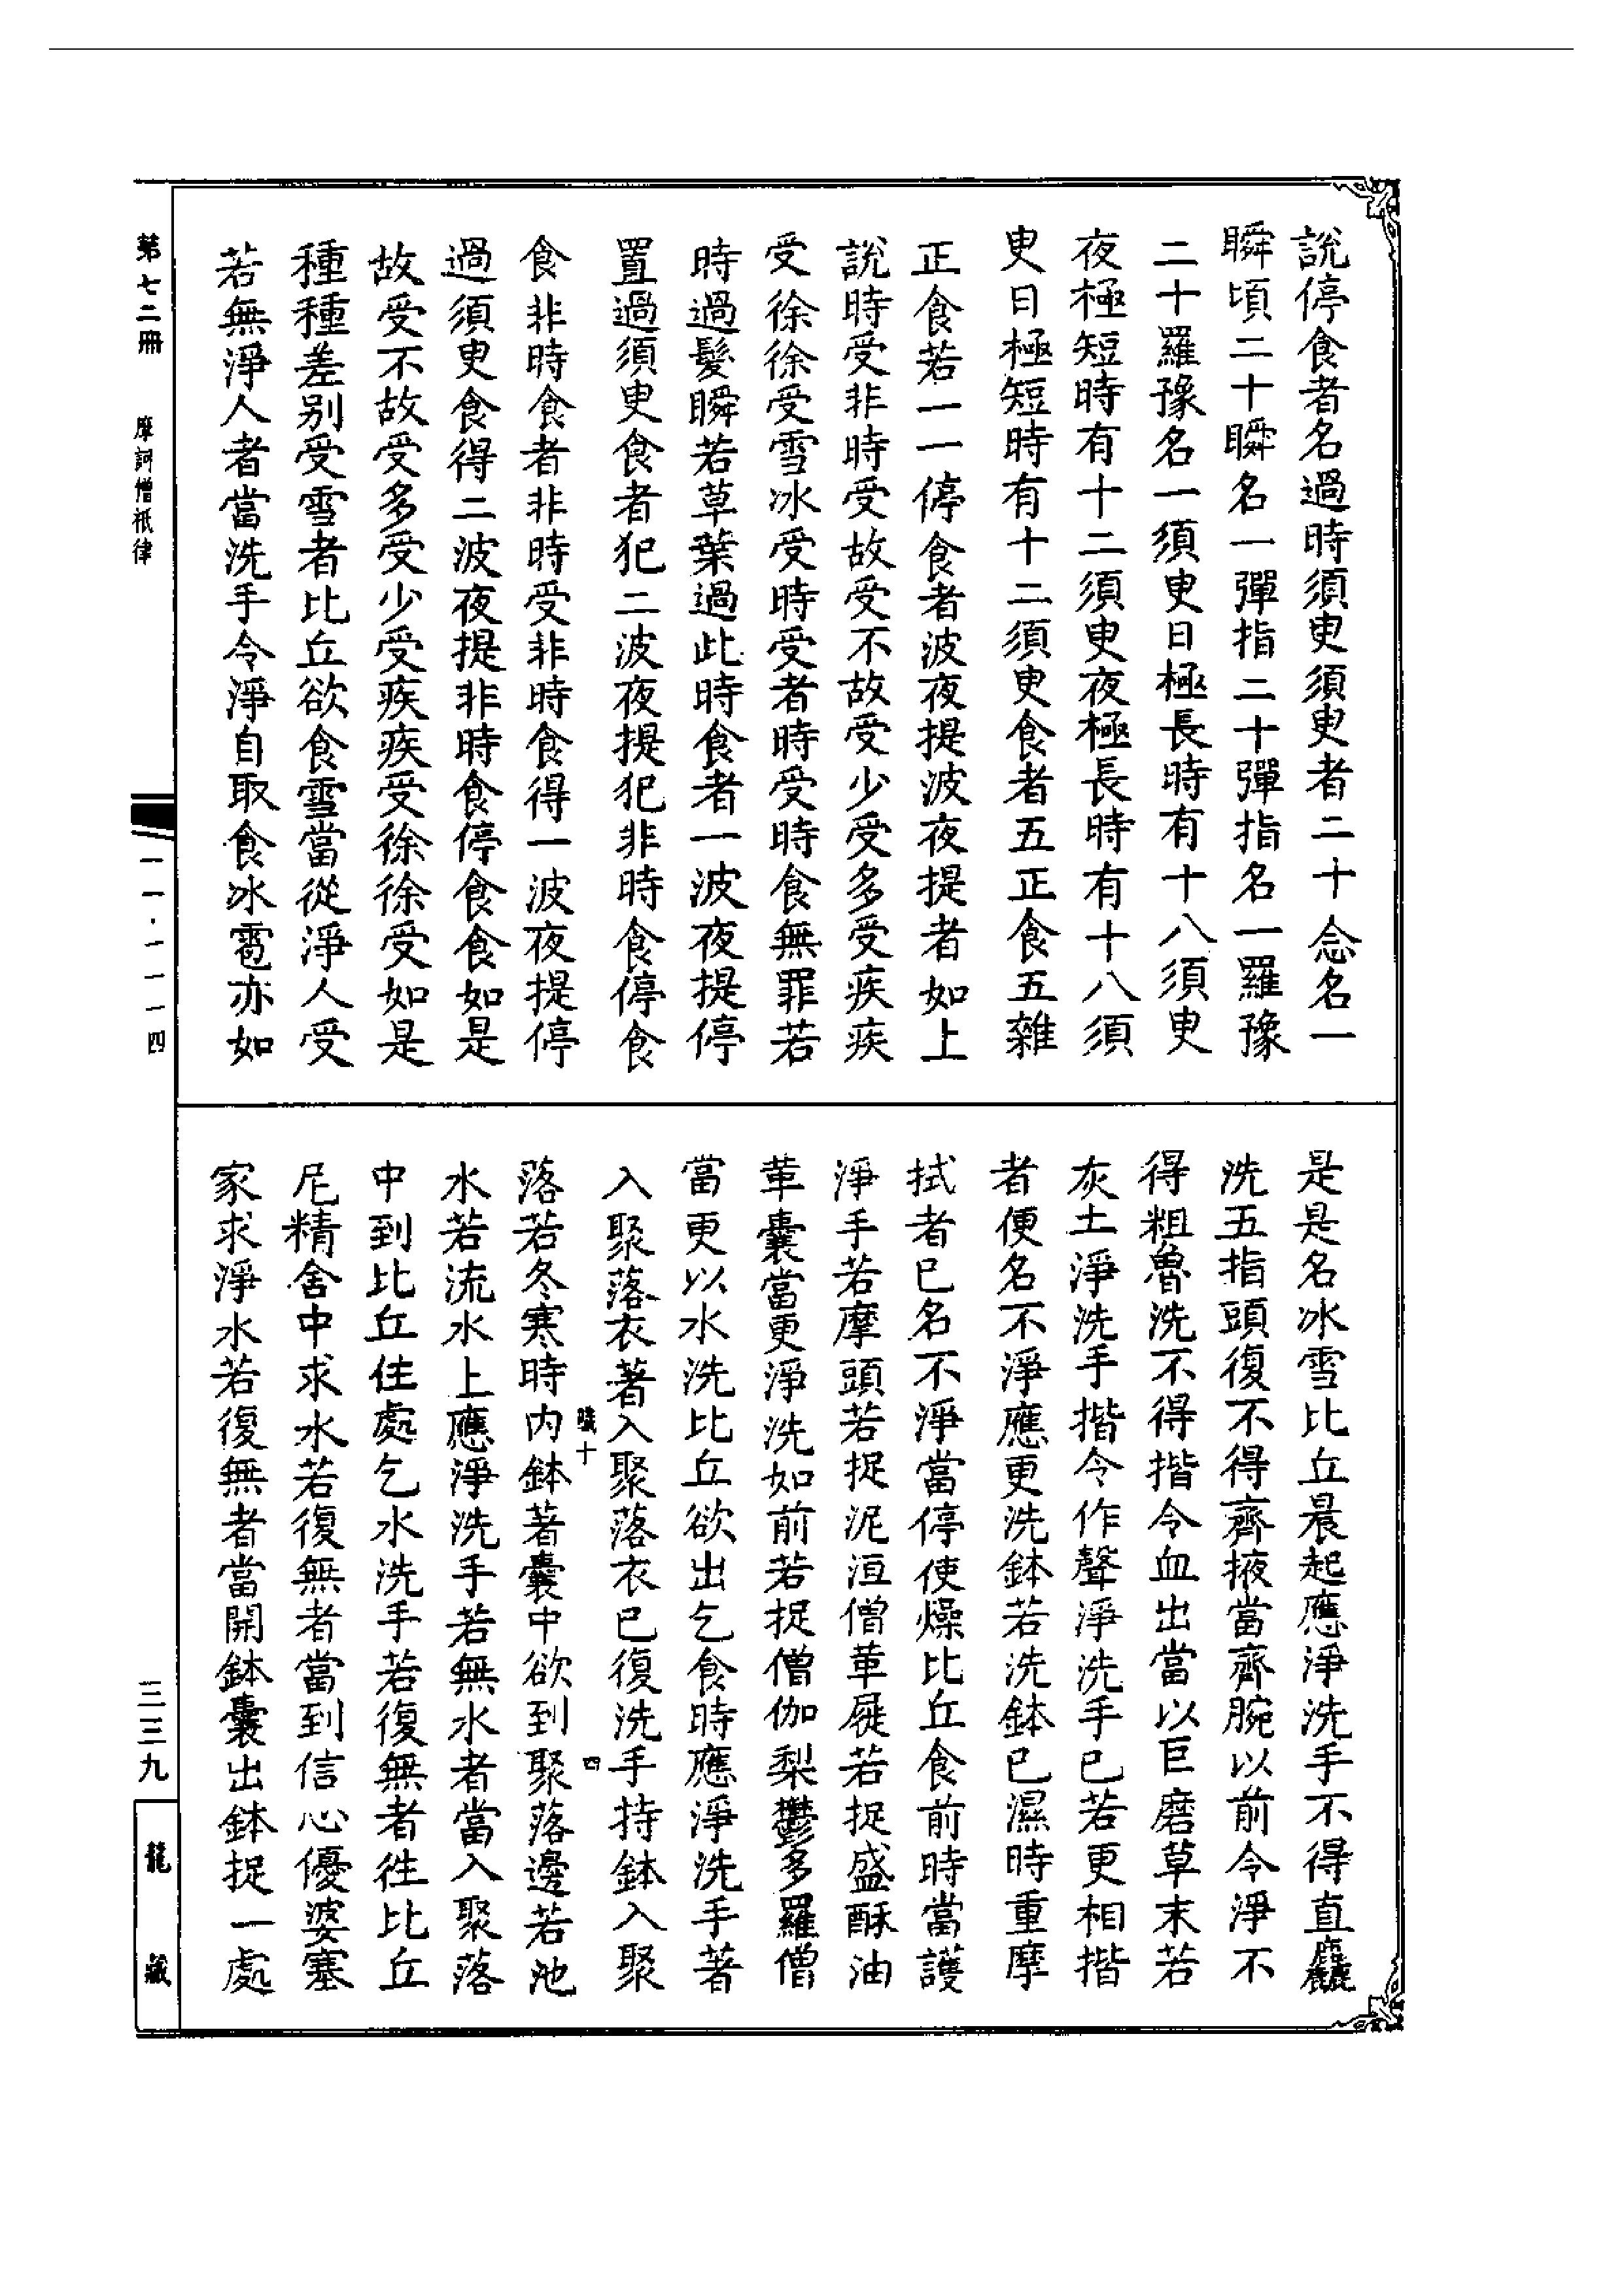 說停食者名過時須臾須臾者二十念名一
瞬頃二十瞬名一彈指二十彈指名一羅豫
二十羅豫名一須臾日極長時有十八須臾
夜極短時有十二須臾夜極長時有十八須
臾日極短時有十二須臾食者五正食五雜
正食若一一停食者波夜提波夜提者如上
說時受非時受故受不故受少受多受疾疾
受徐徐受雪冰受時受者時受時食無罪若
時過髮瞬若草葉過此時食者一波夜提停
置過須臾食者犯二波夜提犯非時食停食
食非時食者非時受非時食得一波夜提停
過須臾食得二波夜提非時食停食食如是
故受不故受多受少受疾疾受徐徐受如是
種種差別受雪者比丘欲食雪當從淨人受
若無淨人者當洗手令淨自取食冰雹亦如
是是名冰雪比丘晨起應淨洗手不得直麤
洗五指頭復不得齊掖當齊腕以前令淨不
得粗魯洗不得揩令血出當以巨磨草末若
灰土淨洗手揩令作聲淨洗手已若更相揩
者便名不淨應更洗鉢若洗鉢已濕時重摩
拭者已名不淨當停使燥比丘食前時當護
淨手若摩頭若捉泥洹僧革屣若捉盛酥油
革囊當更淨洗如前若捉僧伽梨鬱多羅僧
當更以水洗比丘欲出乞食時應淨洗手著
入聚落衣著入聚落衣已復洗手持鉢入聚
落若冬寒時內鉢著囊中欲到聚落邊若池
水若流水上應淨洗手若無水者當入聚落
中到比丘住處乞水洗手若復無者徃比丘
尼精舍中求水若復無者當到信心優婆塞
家求淨水若復無者當開鉢囊出鉢捉一處
十
四
第七二冊
摩訶僧祇律
一一·一一一四
三三九
龍藏